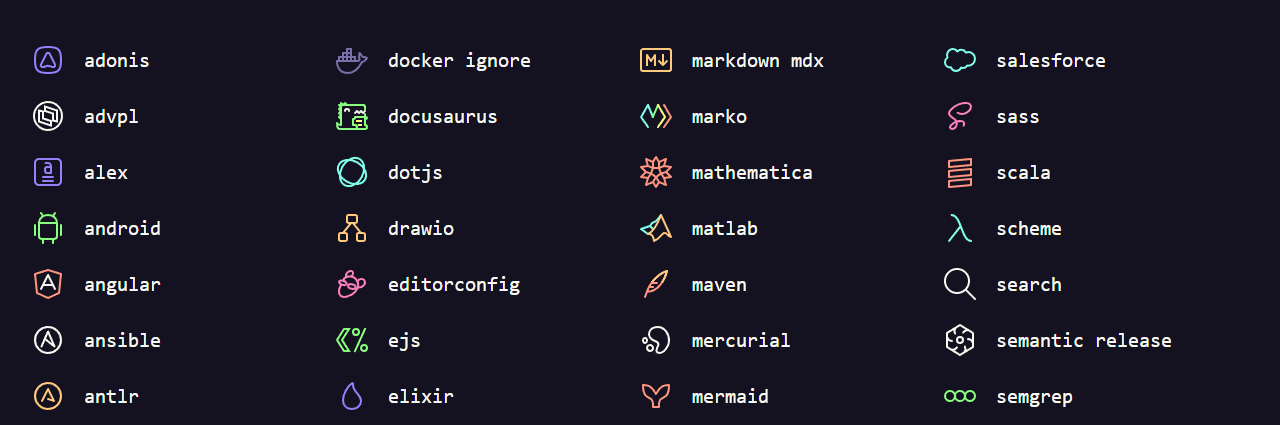 adonis
docker ignore
M↓ markdown mdx
salesforce
advpl
docusaurus
marko
sass
a alex
dotjs
mathematica
scala
android
drawio
matlab
λ scheme
A angular
editorconfig
maven
search
A ansible
<% ejs
mercurial
semantic release
A antlr
elixir
mermaid
semgrep